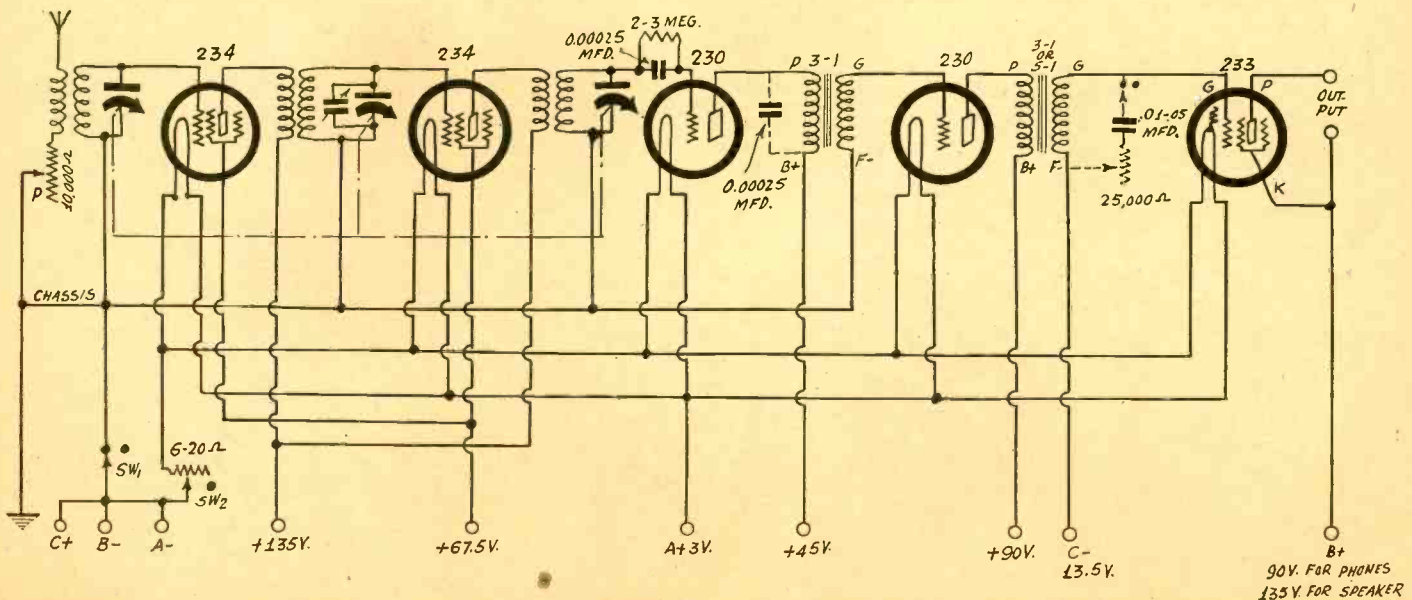 234
234
0.00025
MFD.
2-3 MEG.
230
P 3-1 G
230
3-1
OR
P 5-1 G
233
G P
OUT-
PUT
P
10,000Ω
0.00025
MFD.
B+ F-
B+ F-
.01-05
MFD.
25,000Ω
K
CHASSIS
6-20Ω
SW1
SW2
C+ B- A- +135V. +67.5V. A+3V. +45V. +90V. C-
13.5V.
B+
90V. FOR PHONES
135V FOR SPEAKER